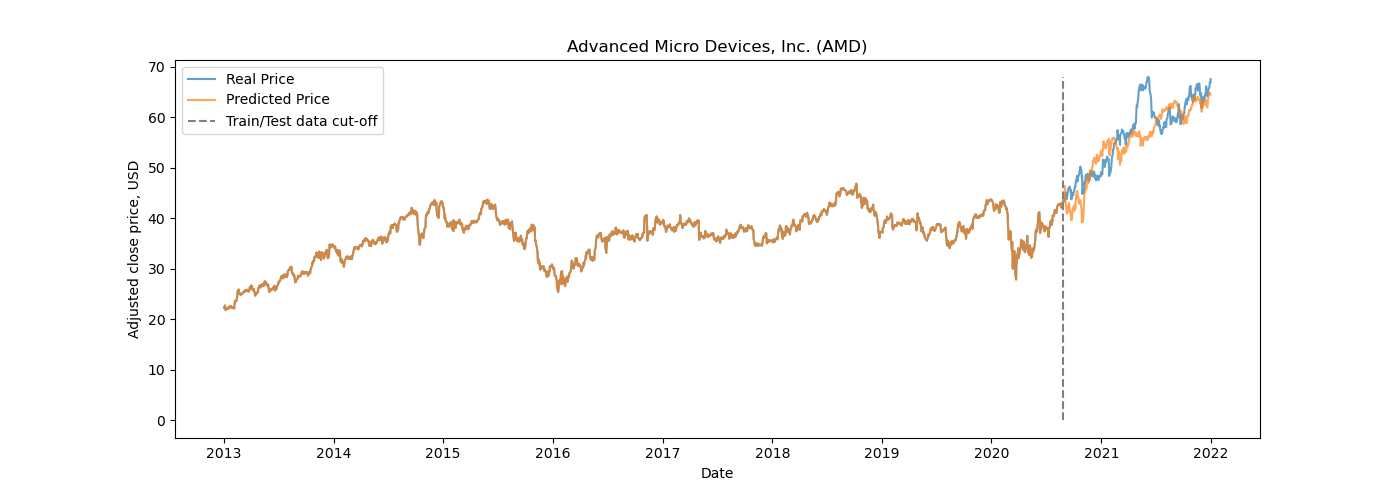 Advanced Micro Devices, Inc. (AMD)
Real Price
Predicted Price
Train/Test data cut-off
Adjusted close price, USD
70
60
50
40
30
20
10
0
2013 2014 2015 2016 2017 2018 2019 2020 2021 2022
Date